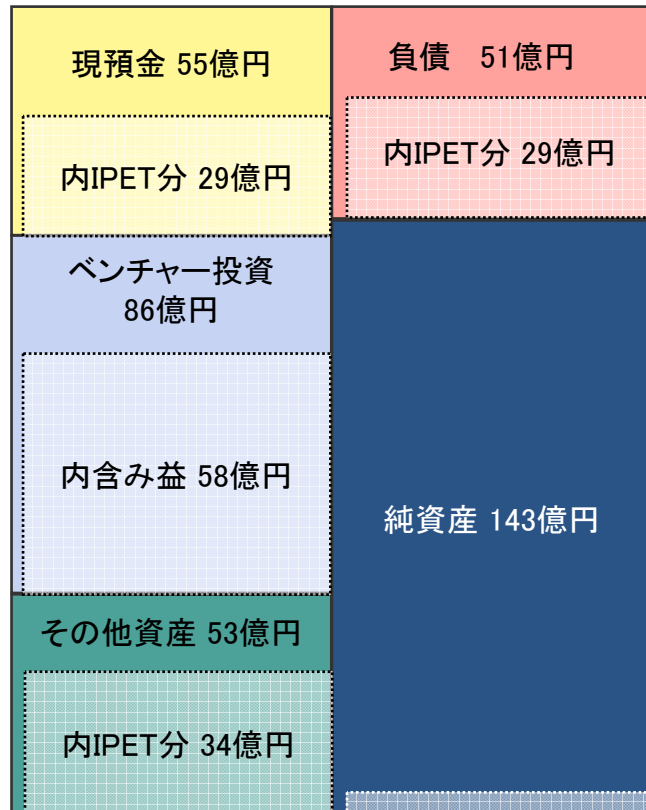 現預金 55億円
内IPET分 29億円
ベンチャー投資
86億円
内含み益 58億円
その他資産 53億円
内IPET分 34億円
負債　51億円
内IPET分 29億円
純資産 143億円